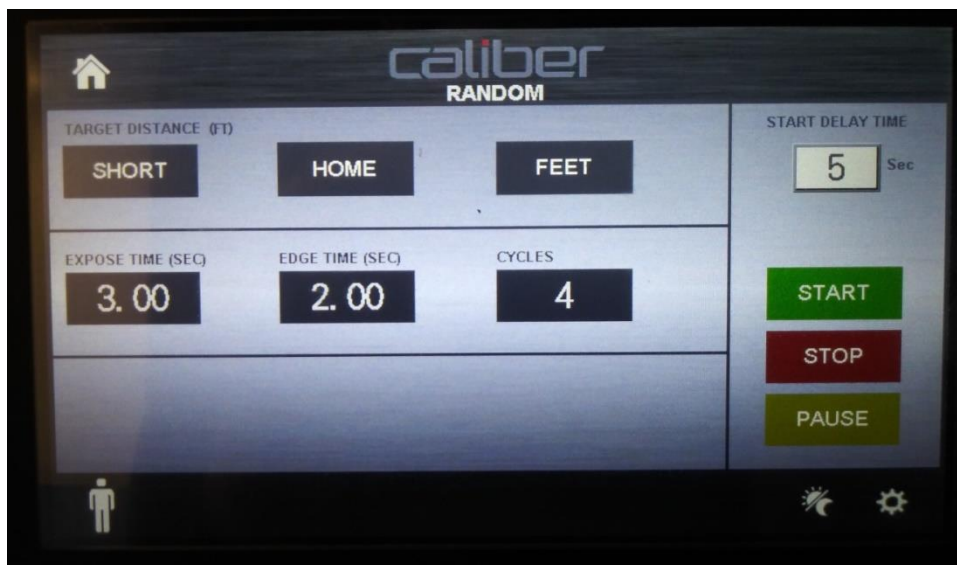 caliber
RANDOM
TARGET DISTANCE (FT)
SHORT HOME FEET
START DELAY TIME
5 Sec
EXPOSE TIME (SEC) EDGE TIME (SEC) CYCLES
3.00 2.00 4
START
STOP
PAUSE